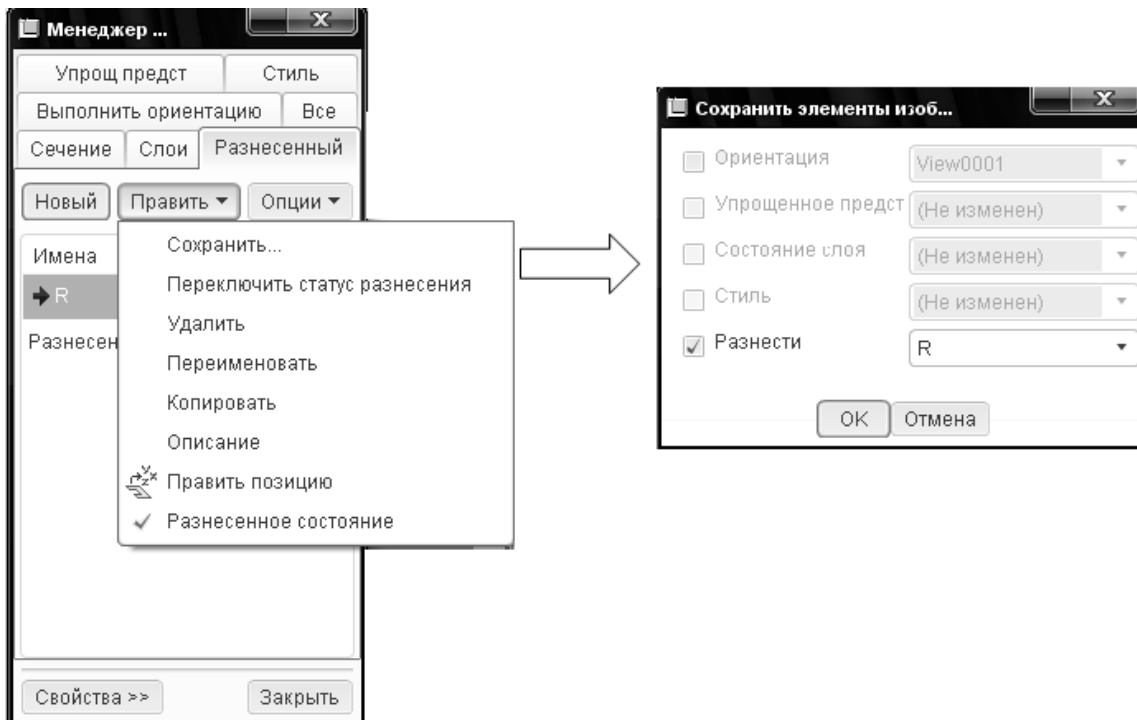 Менеджер ...
Упрощ предст Стиль
Выполнить ориентацию Все
Сечение Слои Разнесенный
Новый Править Опции
Имена
R
Разнесен
Сохранить...
Переключить статус разнесения
Удалить
Переименовать
Копировать
Описание
Править позицию
Разнесенное состояние
Свойства >> Закрыть
Сохранить элементы изоб...
Ориентация View0001
Упрощенное предст (Не изменен)
Состояние слоя (Не изменен)
Стиль (Не изменен)
Разнести R
OK Отмена